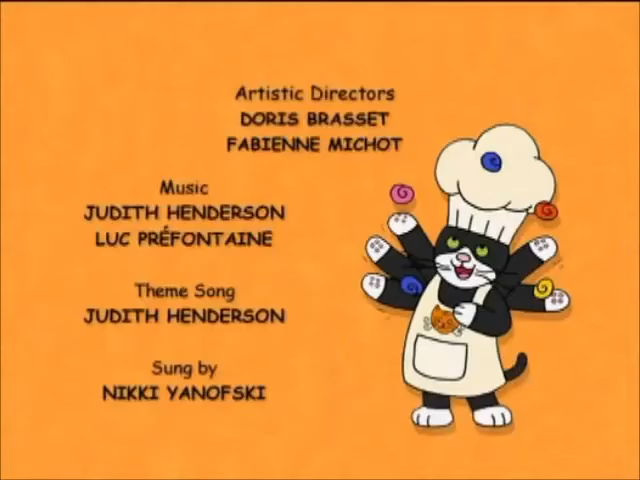 Artistic Directors
DORIS BRASSET
FABIENNE MICHOT
Music
JUDITH HENDERSON
LUC PRÉFONTAINE
Theme Song
JUDITH HENDERSON
Sung by
NIKKI YANOFSKI